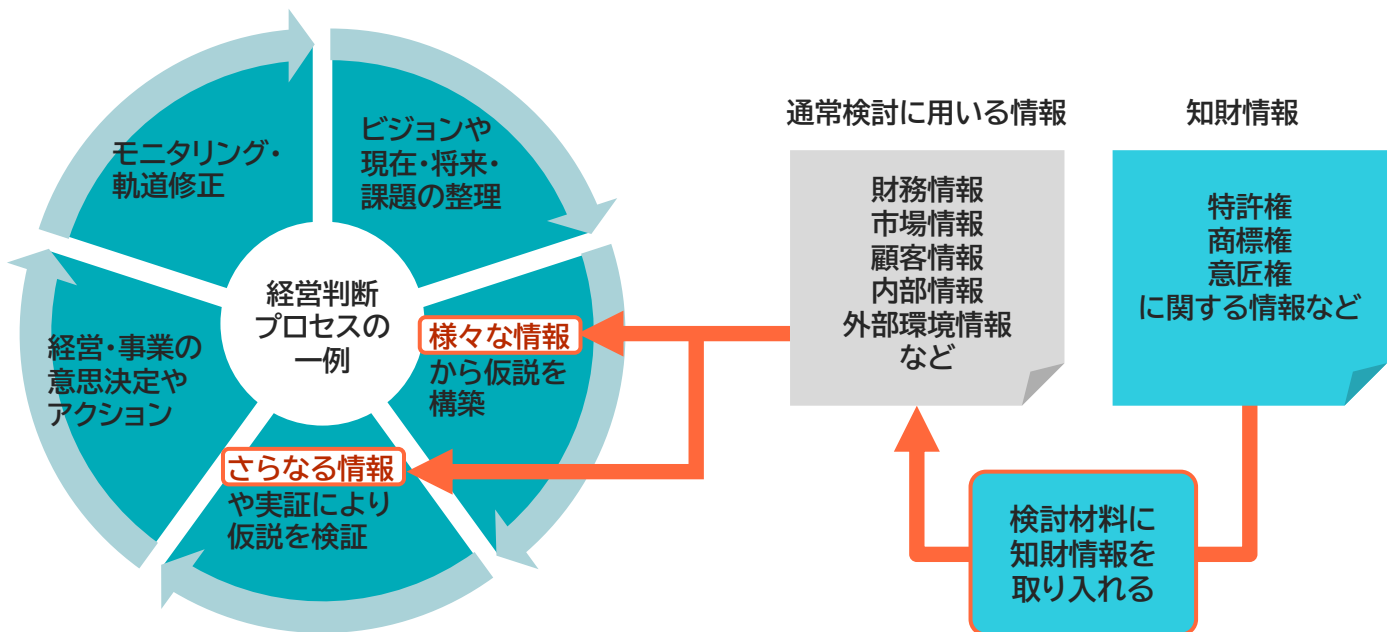 モニタリング・
軌道修正
ビジョンや
現在・将来・
課題の整理
経営判断
プロセスの
一例
様々な情報
から仮説を
構築
さらなる情報
や実証により
仮説を検証
経営・事業の
意思決定や
アクション
通常検討に用いる情報
財務情報
市場情報
顧客情報
内部情報
外部環境情報
など
知財情報
特許権
商標権
意匠権
に関する情報など
検討材料に
知財情報を
取り入れる